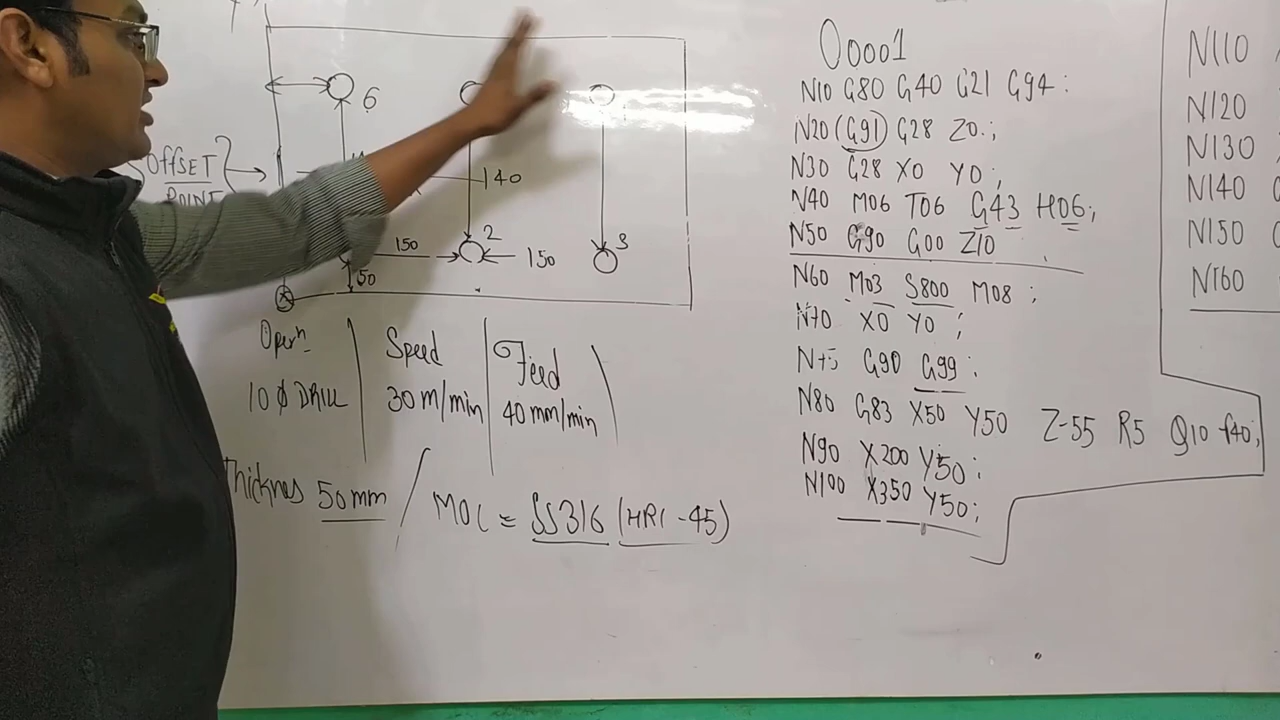 6
OFFSET
POINT
140
2
3
150
150
50
Opern
Speed
Feed
10 ϕ DRILL
30 m/min
40 mm/min
Thicknes 50 mm / MOC = SS316 (HRC-45)
O0001
N10 G80 G40 G21 G94:
N20 (G91) G28 Z0.;
N30 G28 X0 Y0;
N40 M06 T06 G43 H06;
N50 G90 G00 Z10
N60 M03 S800 M08;
N70 X0 Y0;
N75 G90 G99:
N80 G83 X50 Y50 Z-55 R5 Q10 f40;
N90 X200 Y50;
N100 X350 Y50;
N110
N120
N130
N140
N150
N160